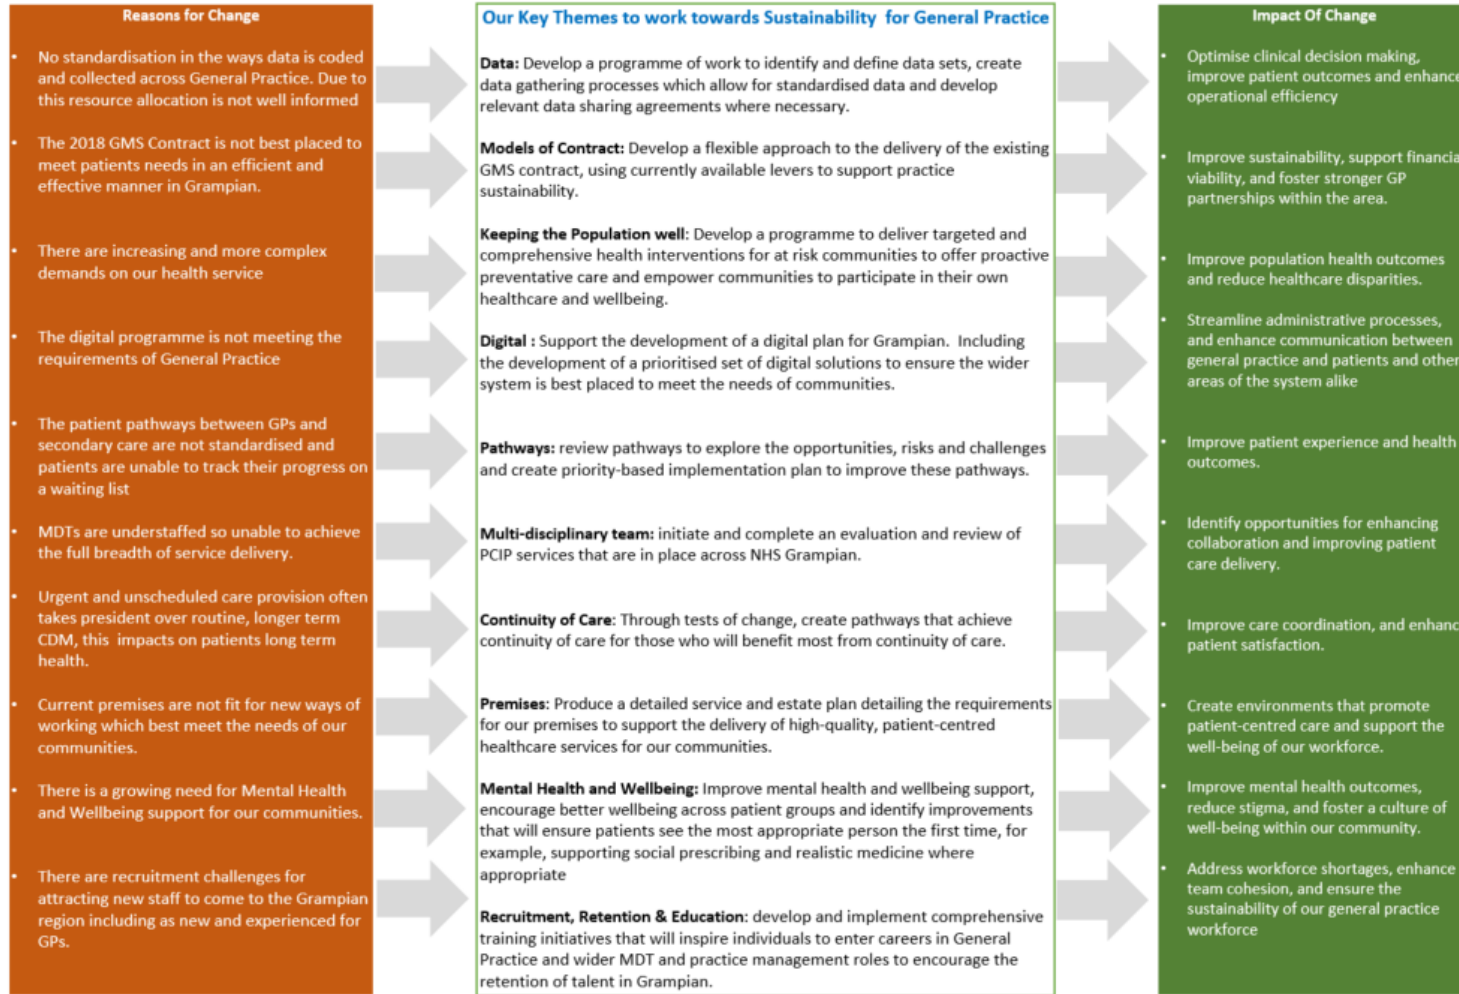 Reasons for Change
No standardisation in the ways data is coded
and collected across General Practice. Due to
this resource allocation is not well informed
The 2018 GMS Contract is not best placed to
meet patients needs in an efficient and
effective manner in Grampian.
There are increasing and more complex
demands on our health service
The digital programme is not meeting the
requirements of General Practice
The patient pathways between GPs and
secondary care are not standardised and
patients are unable to track their progress on
a waiting list
MDTs are understaffed so unable to achieve
the full breadth of service delivery.
Urgent and unscheduled care provision often
takes president over routine, longer term
CDM, this impacts on patients long term
health.
Current premises are not fit for new ways of
working which best meet the needs of our
communities.
There is a growing need for Mental Health
and Wellbeing support for our communities.
There are recruitment challenges for
attracting new staff to come to the Grampian
region including as new and experienced for
GPs.
Our Key Themes to work towards Sustainability for General Practice
Data: Develop a programme of work to identify and define data sets, create
data gathering processes which allow for standardised data and develop
relevant data sharing agreements where necessary.
Models of Contract: Develop a flexible approach to the delivery of the existing
GMS contract, using currently available levers to support practice
sustainability.
Keeping the Population well: Develop a programme to deliver targeted and
comprehensive health interventions for at risk communities to offer proactive
preventative care and empower communities to participate in their own
healthcare and wellbeing.
Digital : Support the development of a digital plan for Grampian. Including
the development of a prioritised set of digital solutions to ensure the wider
system is best placed to meet the needs of communities.
Pathways: review pathways to explore the opportunities, risks and challenges
and create priority-based implementation plan to improve these pathways.
Multi-disciplinary team: initiate and complete an evaluation and review of
PCIP services that are in place across NHS Grampian.
Continuity of Care: Through tests of change, create pathways that achieve
continuity of care for those who will benefit most from continuity of care.
Premises: Produce a detailed service and estate plan detailing the requirements
for our premises to support the delivery of high-quality, patient-centred
healthcare services for our communities.
Mental Health and Wellbeing: Improve mental health and wellbeing support,
encourage better wellbeing across patient groups and identify improvements
that will ensure patients see the most appropriate person the first time, for
example, supporting social prescribing and realistic medicine where
appropriate
Recruitment, Retention & Education: develop and implement comprehensive
training initiatives that will inspire individuals to enter careers in General
Practice and wider MDT and practice management roles to encourage the
retention of talent in Grampian.
Impact Of Change
Optimise clinical decision making,
improve patient outcomes and enhance
operational efficiency
Improve sustainability, support financia
viability, and foster stronger GP
partnerships within the area.
Improve population health outcomes
and reduce healthcare disparities.
Streamline administrative processes,
and enhance communication between
general practice and patients and other
areas of the system alike
Improve patient experience and health
outcomes.
Identify opportunities for enhancing
collaboration and improving patient
care delivery.
Improve care coordination, and enhanc
patient satisfaction.
Create environments that promote
patient-centred care and support the
well-being of our workforce.
Improve mental health outcomes,
reduce stigma, and foster a culture of
well-being within our community.
Address workforce shortages, enhance
team cohesion, and ensure the
sustainability of our general practice
workforce